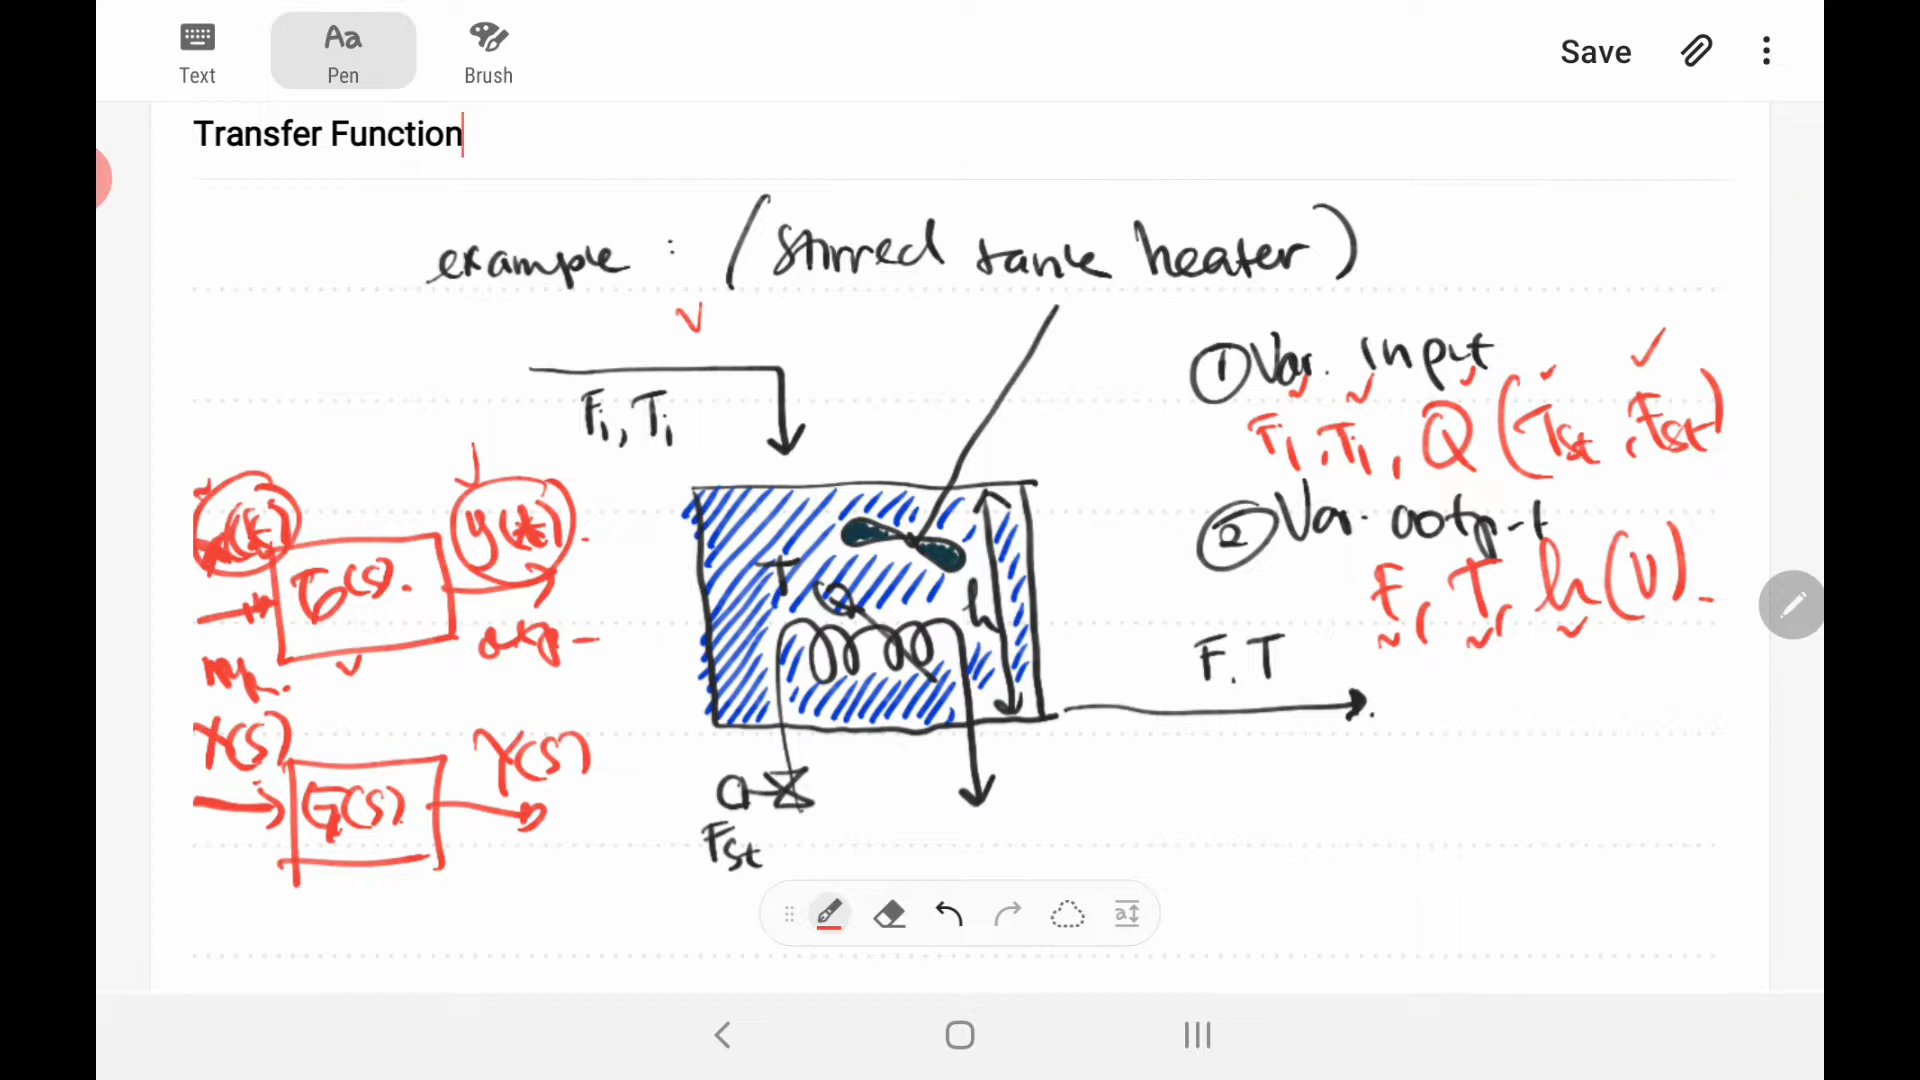 Text
Aa
Pen
Brush
Save
Transfer Function
example : (Stirred tank heater)
Fi, Ti
① Var. input
Fi, Ti, Q (Tst, Fst)
② Var. output
F, T, h (V)
(t)
y(t)
G(s)
T
Q
h
F. T
X(s)
Y(s)
G(s)
Fst
a